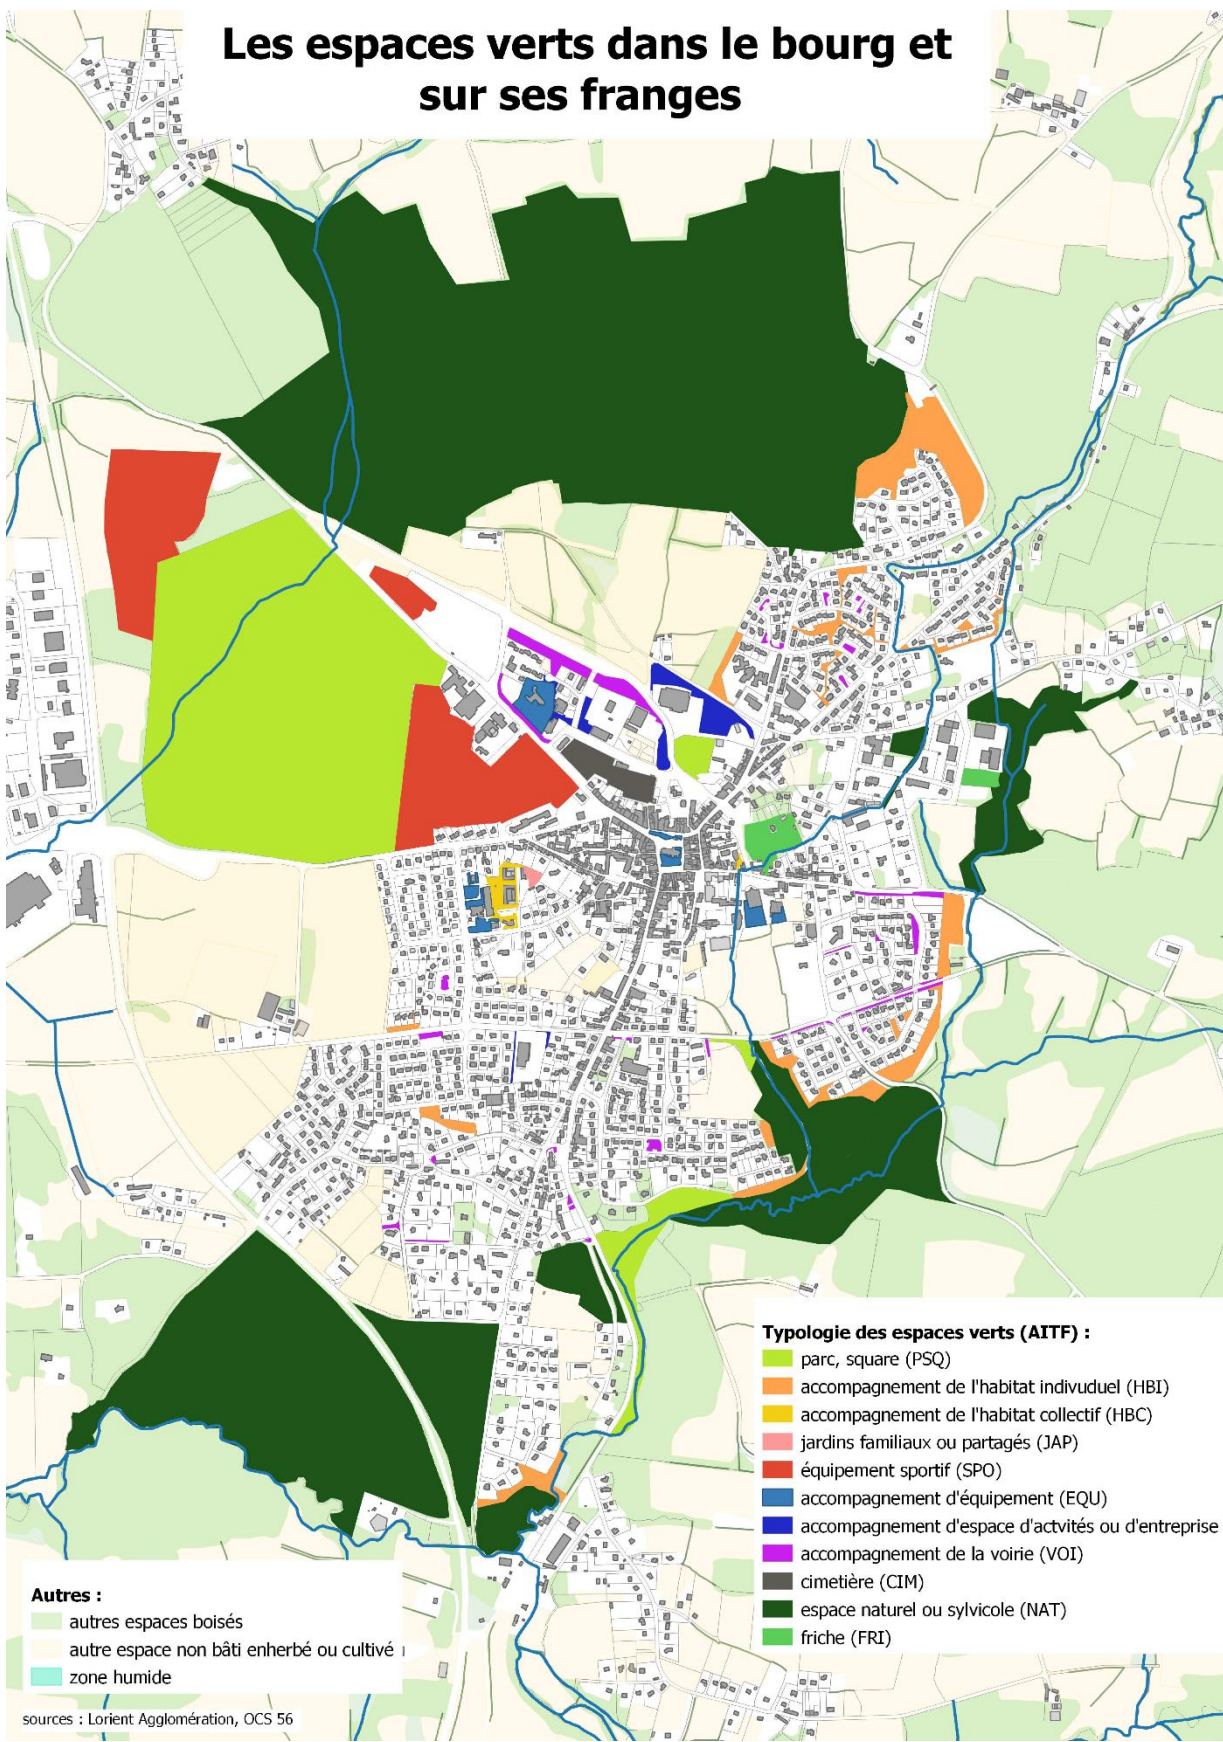 Les espaces verts dans le bourg et
sur ses franges
Typologie des espaces verts (AITF) :
parc, square (PSQ)
accompagnement de l'habitat indivuduel (HBI)
accompagnement de l'habitat collectif (HBC)
jardins familiaux ou partagés (JAP)
équipement sportif (SPO)
accompagnement d'équipement (EQU)
accompagnement d'espace d'actvités ou d'entreprise
accompagnement de la voirie (VOI)
cimetière (CIM)
espace naturel ou sylvicole (NAT)
friche (FRI)
Autres :
autres espaces boisés
autre espace non bâti enherbé ou cultivé
zone humide
sources : Lorient Agglomération, OCS 56